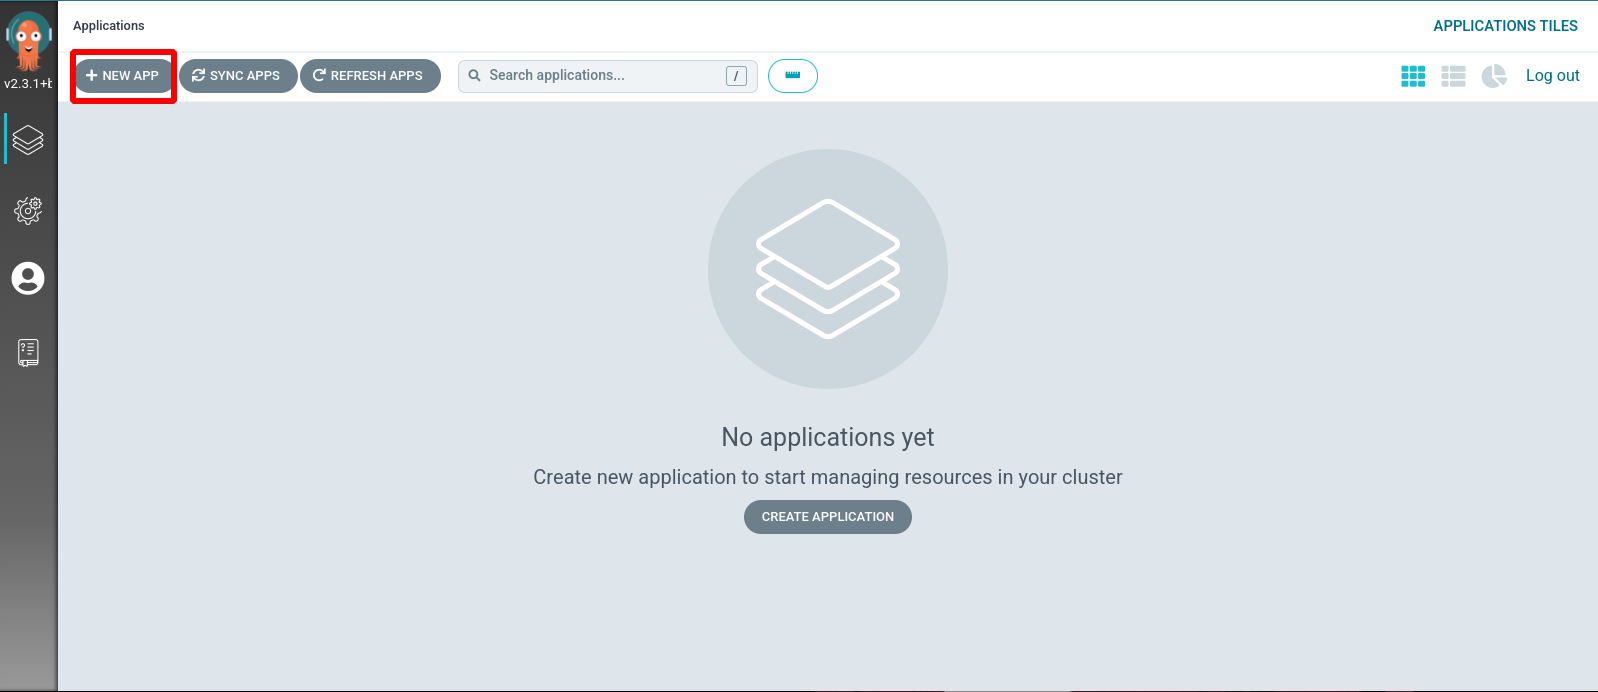 Applications
APPLICATIONS TILES
v2.3.1+b
NEW APP
SYNC APPS
REFRESH APPS
Search applications...
/
Log out
No applications yet
Create new application to start managing resources in your cluster
CREATE APPLICATION